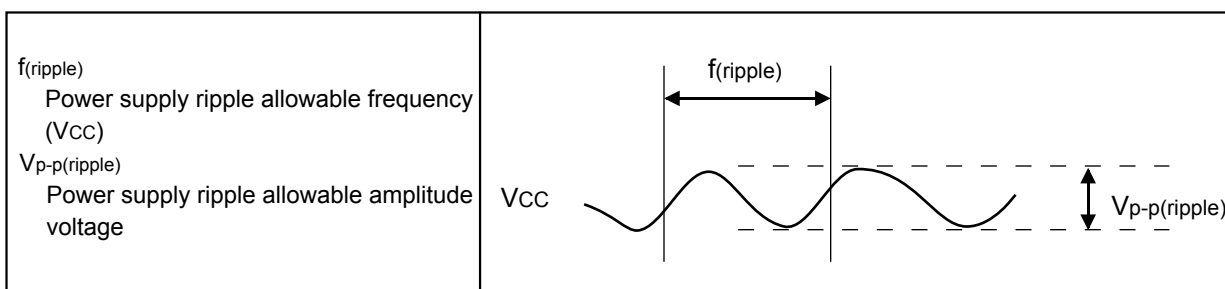 f(ripple)
Power supply ripple allowable frequency
(VCC)
Vp-p(ripple)
Power supply ripple allowable amplitude
voltage
f(ripple)
VCC
Vp-p(ripple)